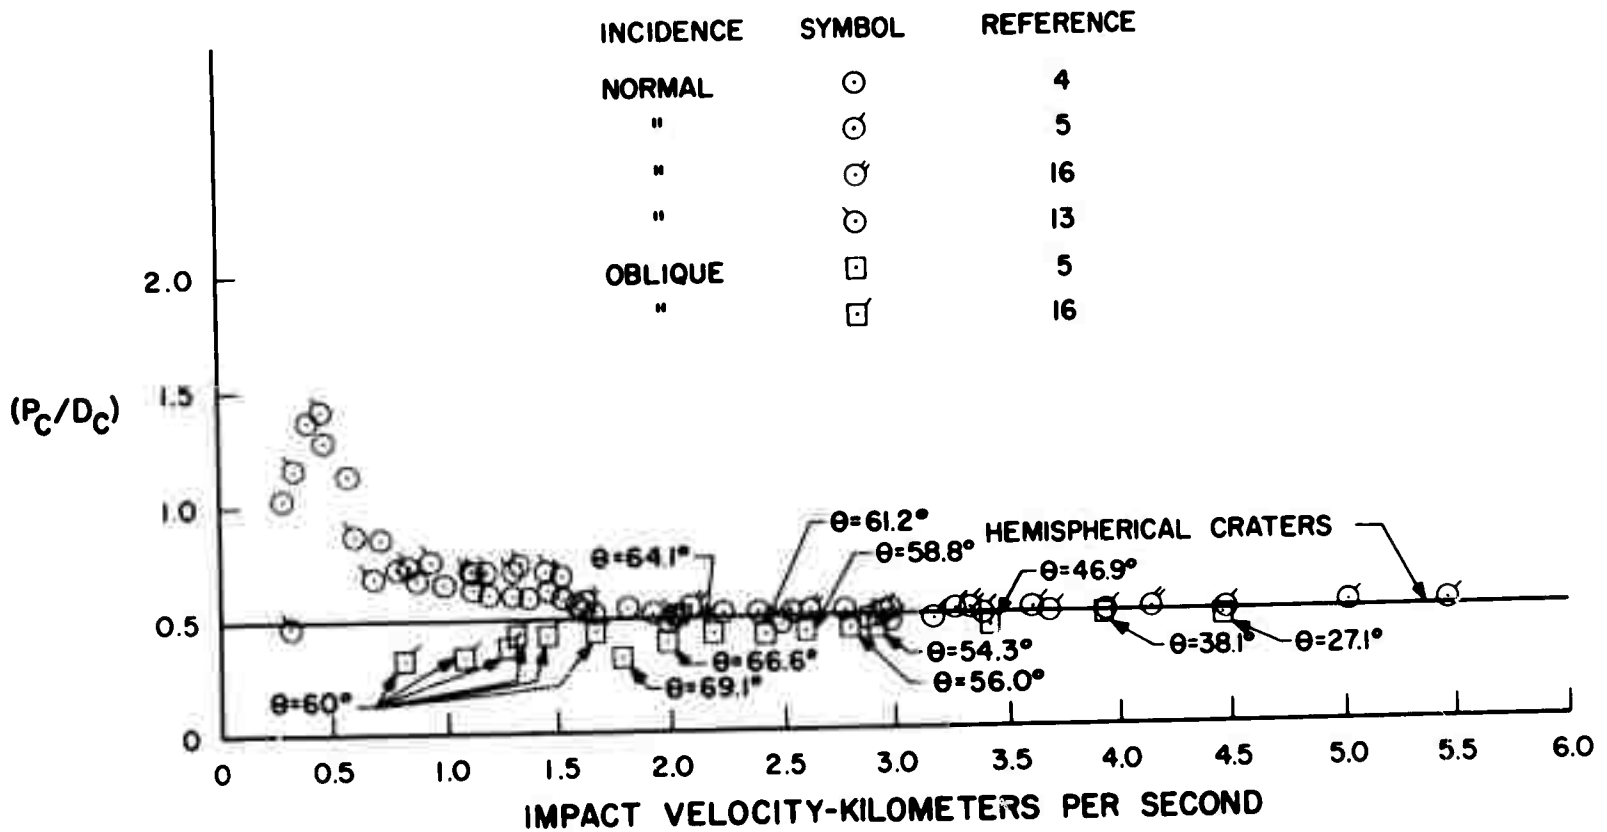 INCIDENCE SYMBOL REFERENCE
NORMAL 4
" 5
" 16
" 13
OBLIQUE 5
" 16
2.0
1.5
(PC/DC)
1.0
0.5
0
θ=61.2°
HEMISPHERICAL CRATERS
θ=64.1°
θ=58.8°
θ=46.9°
θ=38.1°
θ=27.1°
θ=54.3°
θ=66.6°
θ=56.0°
θ=69.1°
θ=60°
0 0.5 1.0 1.5 2.0 2.5 3.0 3.5 4.0 4.5 5.0 5.5 6.0
IMPACT VELOCITY-KILOMETERS PER SECOND